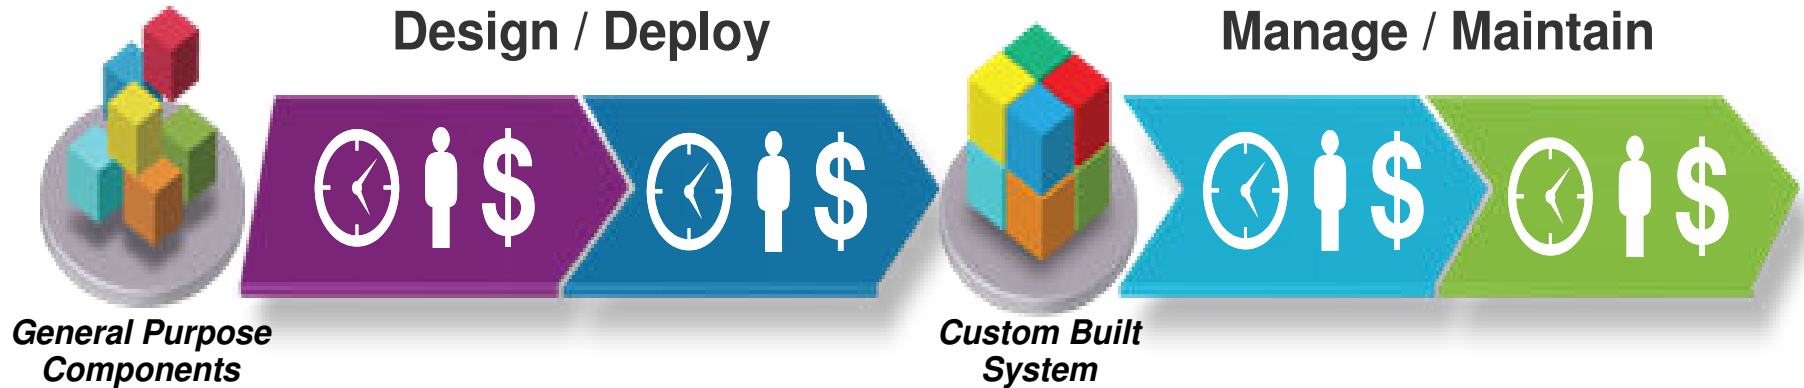 Design / Deploy
Manage / Maintain
$
$
$
$
General Purpose
Components
Custom Built
System